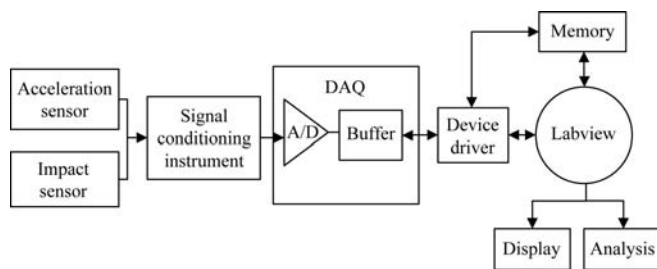 Acceleration
sensor
Impact
sensor
Signal
conditioning
instrument
DAQ
A/D
Buffer
Device
driver
Memory
Labview
Display
Analysis